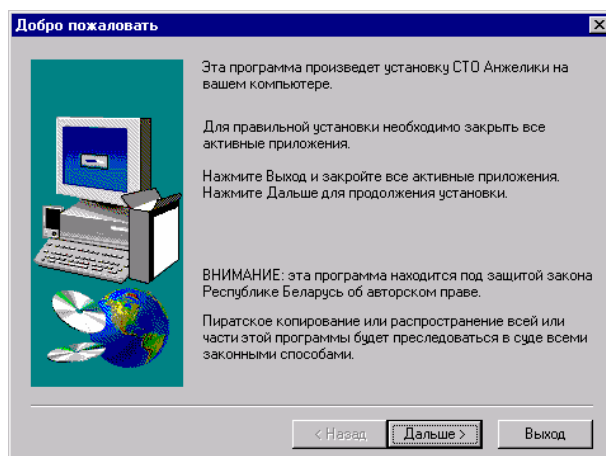 Добро пожаловать
Эта программа произведет установку СТО Анжелики на
вашем компьютере.
Для правильной установки необходимо закрыть все
активные приложения.
Нажмите Выход и закройте все активные приложения.
Нажмите Дальше для продолжения установки.
ВНИМАНИЕ: эта программа находится под защитой закона
Республике Беларусь об авторском праве.
Пиратское копирование или распространение всей или
части этой программы будет преследоваться в суде всеми
законными способами.
< Назад Дальше > Выход